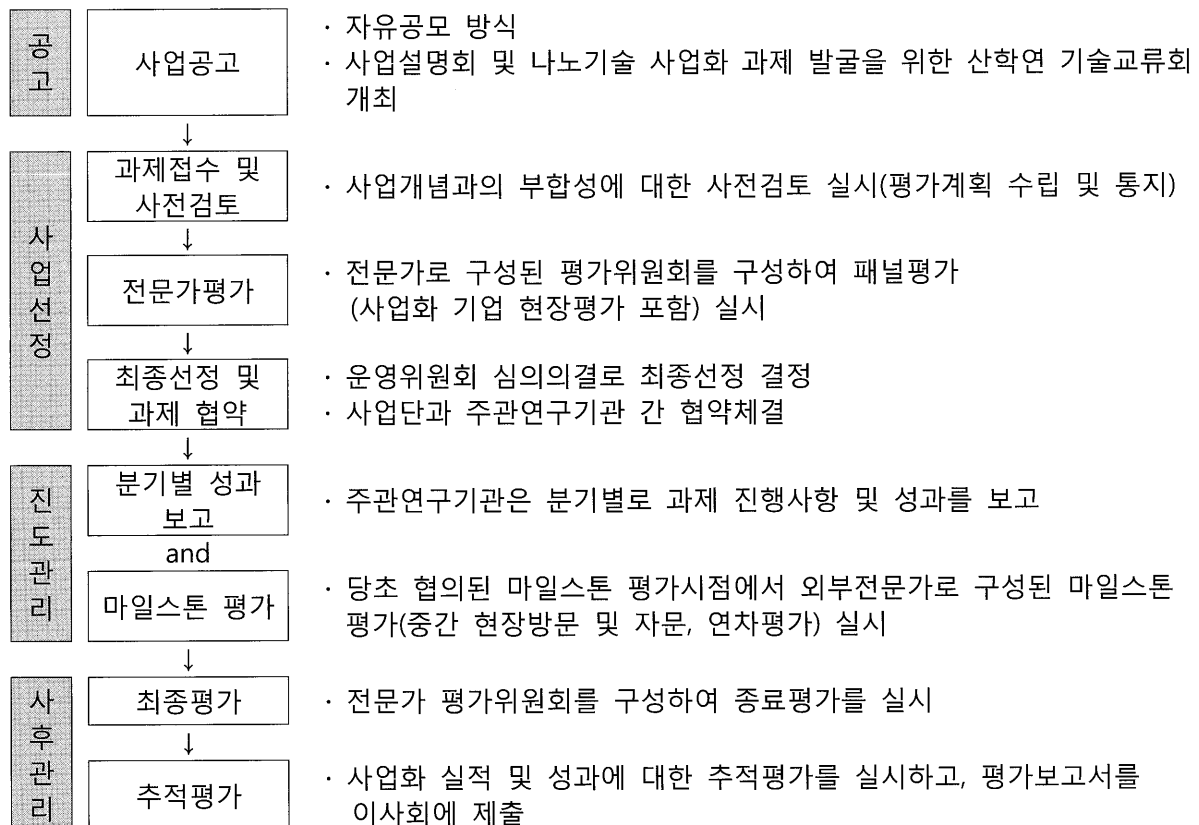 공고
사업공고
· 자유공모 방식
· 사업설명회 및 나노기술 사업화 과제 발굴을 위한 산학연 기술교류회
개최
↓
사업선정
과제접수 및
사전검토
· 사업개념과의 부합성에 대한 사전검토 실시(평가계획 수립 및 통지)
↓
전문가평가
· 전문가로 구성된 평가위원회를 구성하여 패널평가
(사업화 기업 현장평가 포함) 실시
↓
최종선정 및
과제 협약
· 운영위원회 심의의결로 최종선정 결정
· 사업단과 주관연구기관 간 협약체결
↓
진도관리
분기별 성과
보고
· 주관연구기관은 분기별로 과제 진행사항 및 성과를 보고
and
마일스톤 평가
· 당초 협의된 마일스톤 평가시점에서 외부전문가로 구성된 마일스톤
평가(중간 현장방문 및 자문, 연차평가) 실시
↓
사후관리
최종평가
· 전문가 평가위원회를 구성하여 종료평가를 실시
↓
추적평가
· 사업화 실적 및 성과에 대한 추적평가를 실시하고, 평가보고서를
이사회에 제출